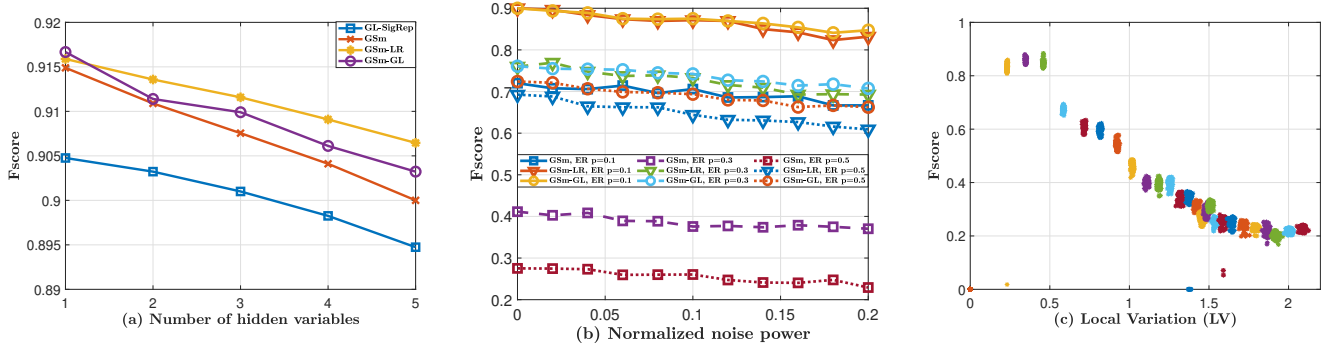 Fscore
0.92
0.915
0.91
0.905
0.9
0.895
0.89
1 2 3 4 5
GL-SigRep
GSm
GSm-LR
GSm-GL
(a) Number of hidden variables
Fscore
0.9
0.8
0.7
0.6
0.5
0.4
0.3
0.2
GSm, ER p=0.1 GSm, ER p=0.3 GSm, ER p=0.5
GSm-LR, ER p=0.1 GSm-LR, ER p=0.3 GSm-LR, ER p=0.5
GSm-GL, ER p=0.1 GSm-GL, ER p=0.3 GSm-GL, ER p=0.5
0 0.05 0.1 0.15 0.2
(b) Normalized noise power
Fscore
1
0.8
0.6
0.4
0.2
0
0 0.5 1 1.5 2
(c) Local Variation (LV)